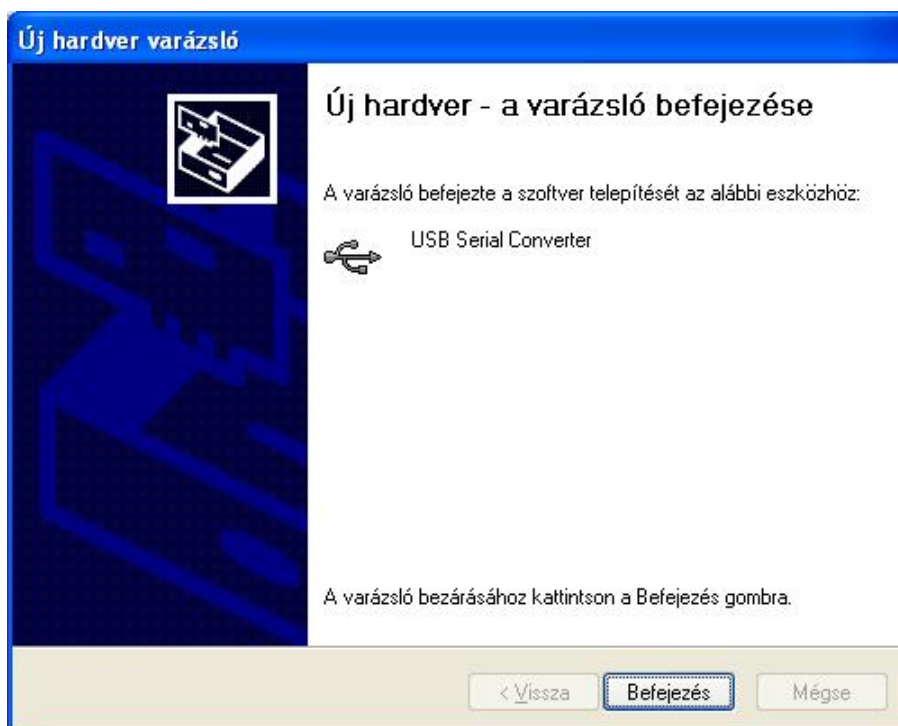 Új hardver varázsló
Új hardver - a varázsló befejezése
A varázsló befejezte a szoftver telepítését az alábbi eszközhöz:
USB Serial Converter
A varázsló bezárásához kattintson a Befejezés gombra.
< Vissza Befejezés Mégse